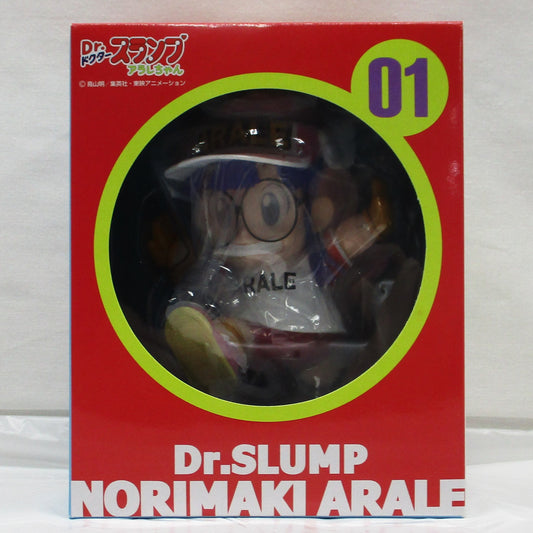 Dr.
ドクター
スランプ
アラレちゃん
© 鳥山明／集英社・東映アニメーション
01
ARALE
RALE
Dr.SLUMP
NORIMAKI ARALE